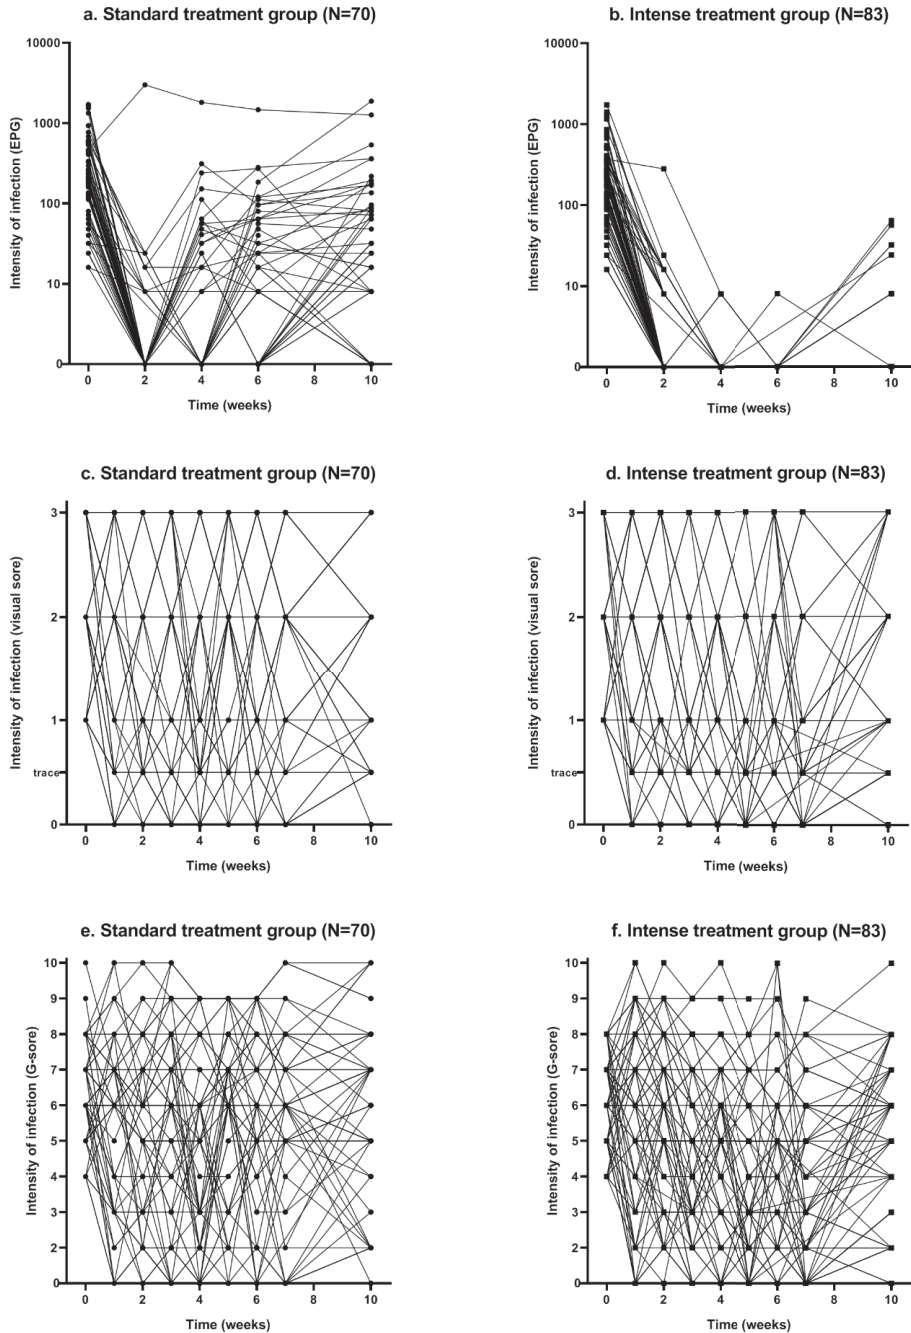 a. Standard treatment group (N=70)
b. Intense treatment group (N=83)
Intensity of infection (EPG)
10000
1000
100
10
0
0 2 4 6 8 10
Time (weeks)
Intensity of infection (EPG)
10000
1000
100
10
0
0 2 4 6 8 10
Time (weeks)
c. Standard treatment group (N=70)
d. Intense treatment group (N=83)
Intensity of infection (visual sore)
3
2
1
trace
0
0 2 4 6 8 10
Time (weeks)
Intensity of infection (visual sore)
3
2
1
trace
0
0 2 4 6 8 10
Time (weeks)
e. Standard treatment group (N=70)
f. Intense treatment group (N=83)
Intensity of infection (G-sore)
10
9
8
7
6
5
4
3
2
0
0 2 4 6 8 10
Time (weeks)
Intensity of infection (G-sore)
10
9
8
7
6
5
4
3
2
0
0 2 4 6 8 10
Time (weeks)